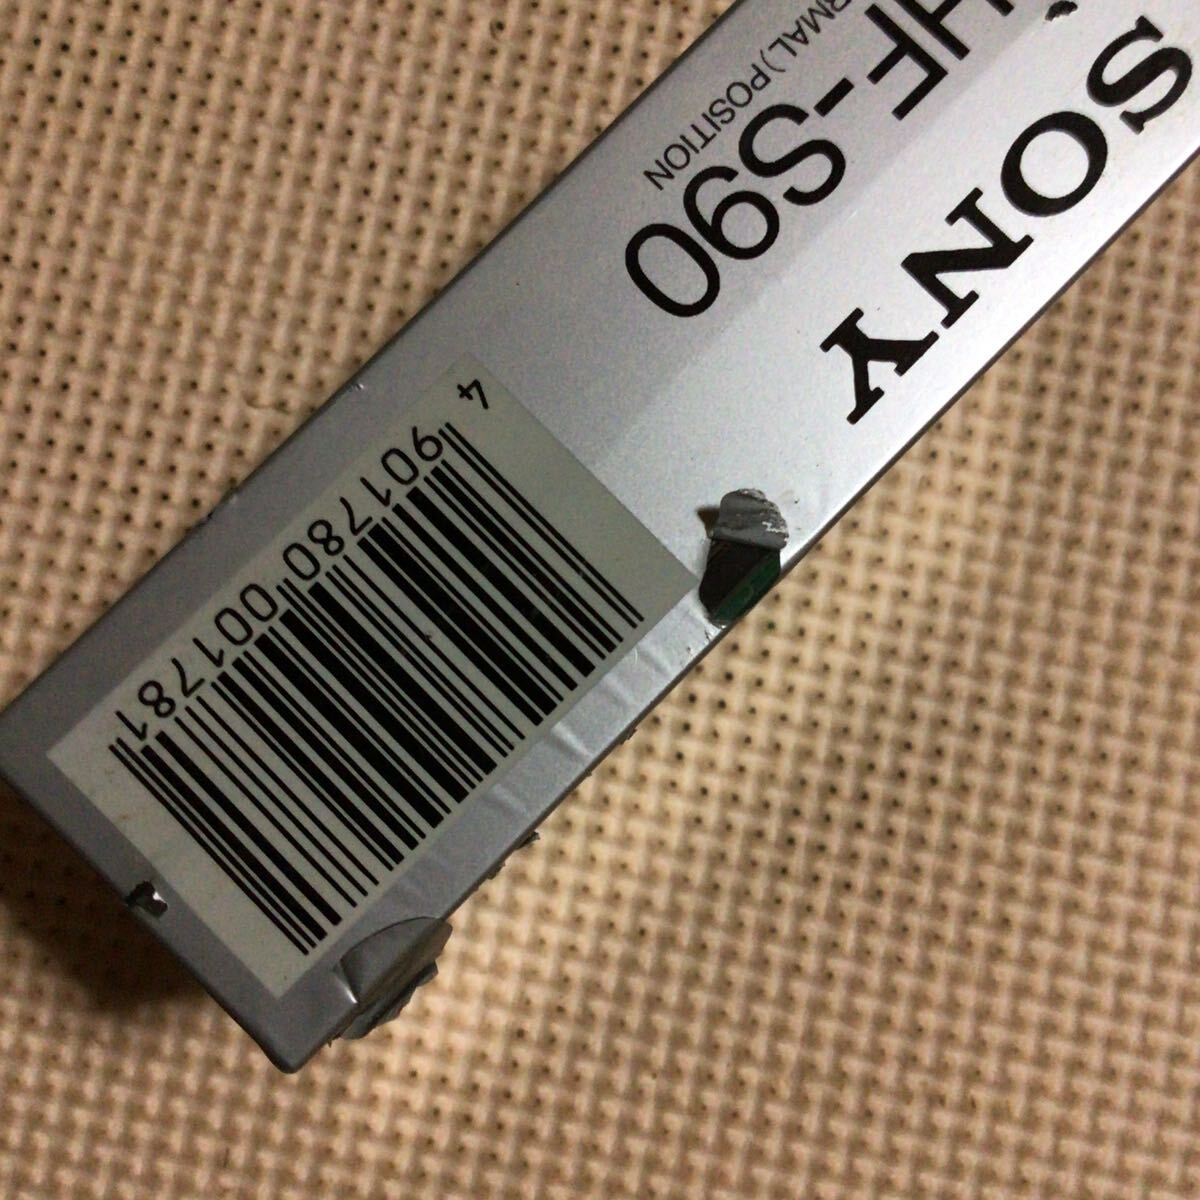 SONY
HF-S90
RMAL) POSITION
4 901780 001781